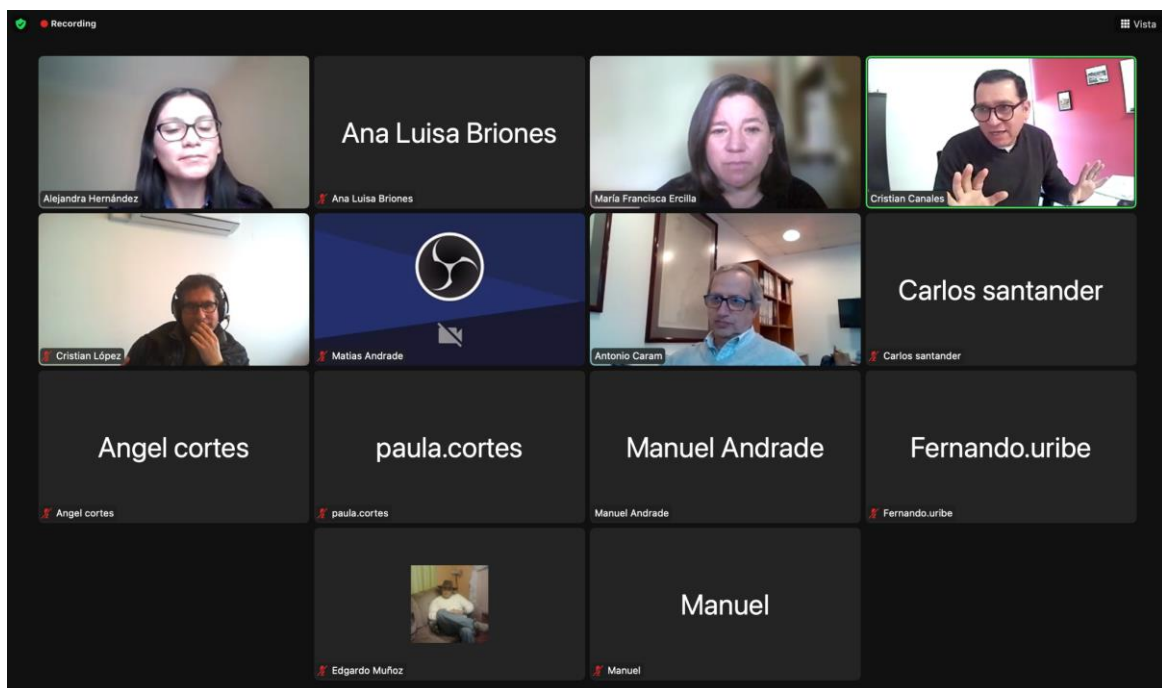 Recording
Vista
Alejandra Hernández
Ana Luisa Briones
Ana Luisa Briones
María Francisca Ercilla
Cristian Canales
Cristian López
Matias Andrade
Antonio Caram
Carlos santander
Carlos santander
Angel cortes
Angel cortes
paula.cortes
paula.cortes
Manuel Andrade
Manuel Andrade
Fernando.uribe
Fernando.uribe
Edgardo Muñoz
Manuel
Manuel